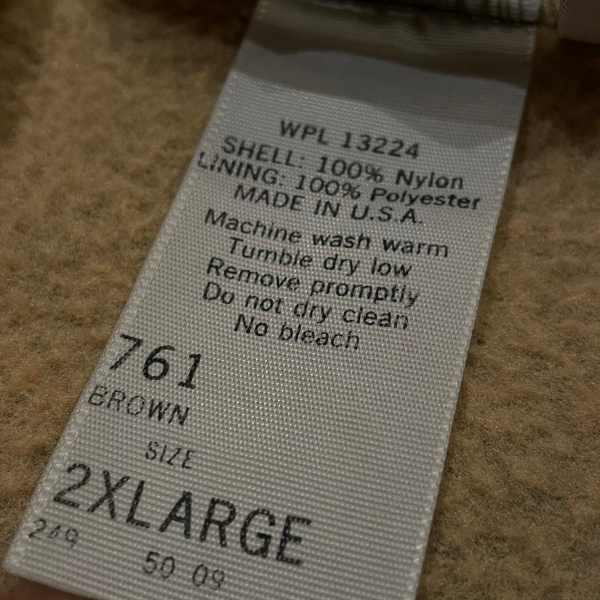 WPL 13224
SHELL: 100% Nylon
LINING: 100% Polyester
MADE IN U.S.A.
Machine wash warm
Tumble dry low
Remove promptly
Do not dry clean
No bleach
761
BROWN
SIZE
2XLARGE
249
50 09